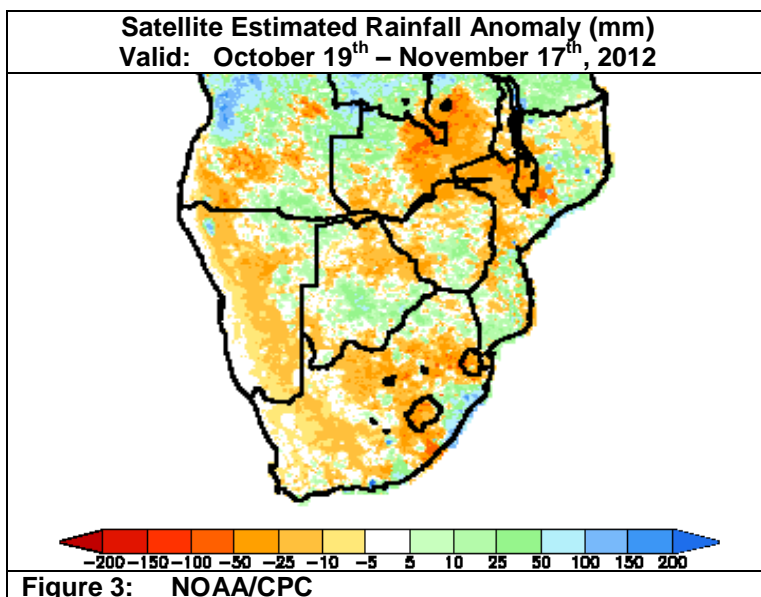 Satellite Estimated Rainfall Anomaly (mm)
Valid: October 19th – November 17th, 2012
-200 -150 -100 -50 -25 -10 -5 5 10 25 50 100 150 200
Figure 3: NOAA/CPC